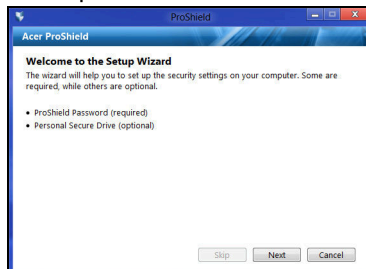 ProShield
Acer ProShield
Welcome to the Setup Wizard
The wizard will help you to set up the security settings on your computer. Some are
required, while others are optional.
• ProShield Password (required)
• Personal Secure Drive (optional)
Skip Next Cancel